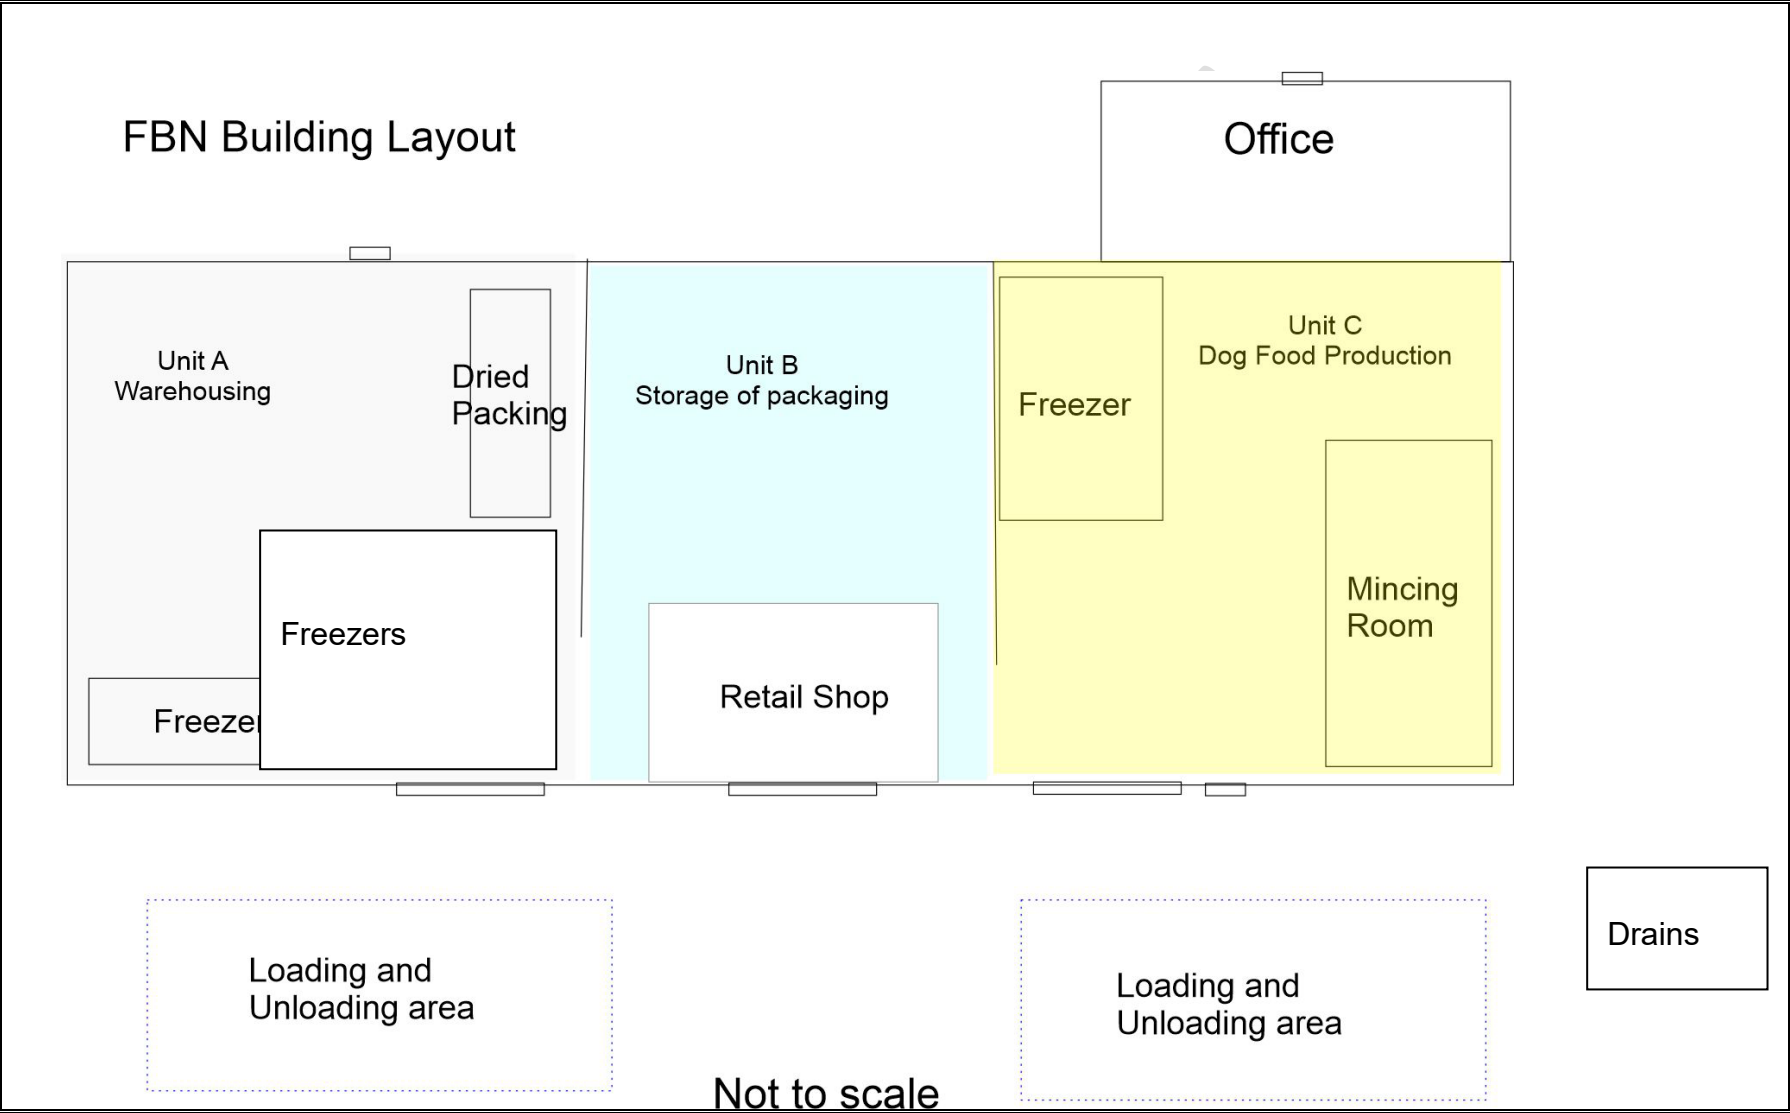 FBN Building Layout
Office
Unit A
Warehousing
Dried
Packing
Unit B
Storage of packaging
Freezer
Unit C
Dog Food Production
Mincing
Room
Freezers
Freezer
Retail Shop
Drains
Loading and
Unloading area
Loading and
Unloading area
Not to scale